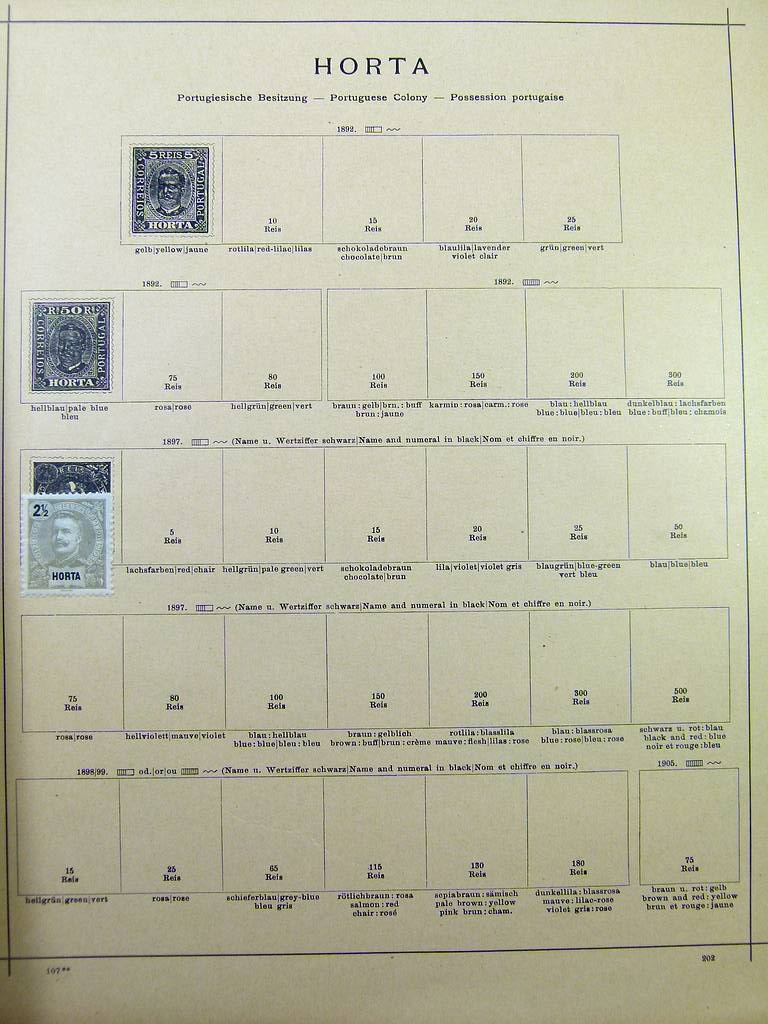 HORTA
Portugiesische Besitzung — Portuguese Colony — Possession portugaise
1892.
5 REIS 5
CORREIOS
PORTUGAL
HORTA
10
Reis
15
Reis
20
Reis
25
Reis
gelb|yellow|jaune
rotlila|red-lilac|lilas
schokoladebraun
chocolate|brun
blaulila|lavender
violet clair
grün|green|vert
1892.
1892.
R|50R|
CORREIOS
PORTUGAL
HORTA
75
Reis
80
Reis
100
Reis
150
Reis
200
Reis
300
Reis
hellblau|pale blue
bleu
rosa|rose
hellgrün|green|vert
braun:gelb|brn.:buff
brun:jaune
karmin:rosa|carm.:rose
blau:hellblau
blue:blue|bleu:bleu
dunkelblau:lachsfarben
blue:buff|bleu:chamois
1897. (Name u. Wertziffer schwarz|Name and numeral in black|Nom et chiffre en noir.)
2½
HORTA
5
Reis
10
Reis
15
Reis
20
Reis
25
Reis
50
Reis
lachsfarben|red|chair
hellgrün|pale green|vert
schokoladebraun
chocolate|brun
lila|violet|violet gris
blaugrün|blue-green
vert bleu
blau|blue|bleu
1897. (Name u. Wertziffer schwarz|Name and numeral in black|Nom et chiffre en noir.)
75
Reis
80
Reis
100
Reis
150
Reis
200
Reis
300
Reis
500
Reis
rosa|rose
hellviolett|mauve|violet
blau:hellblau
blue:blue|bleu:bleu
braun:gelblich
brown:buff|brun:crème
rotlila:blasslila
mauve:flesh|lilas:rose
blau:blassrosa
blue:rose|bleu:rose
schwarz u. rot:blau
black and red:blue
noir et rouge:bleu
1898|99. od.|or|ou (Name u. Wertziffer schwarz|Name and numeral in black|Nom et chiffre en noir.)
1905.
15
Reis
25
Reis
65
Reis
115
Reis
130
Reis
180
Reis
75
Reis
hellgrün|green|vert
rosa|rose
schieferblau|grey-blue
bleu gris
rötlichbraun:rosa
salmon:red
chair:rosé
sepiabraun:sämisch
pale brown:yellow
pink brun:cham.
dunkellila:blassrosa
mauve:lilac-rose
violet gris:rose
braun u. rot:gelb
brown and red:yellow
brun et rouge:jaune
107**
202